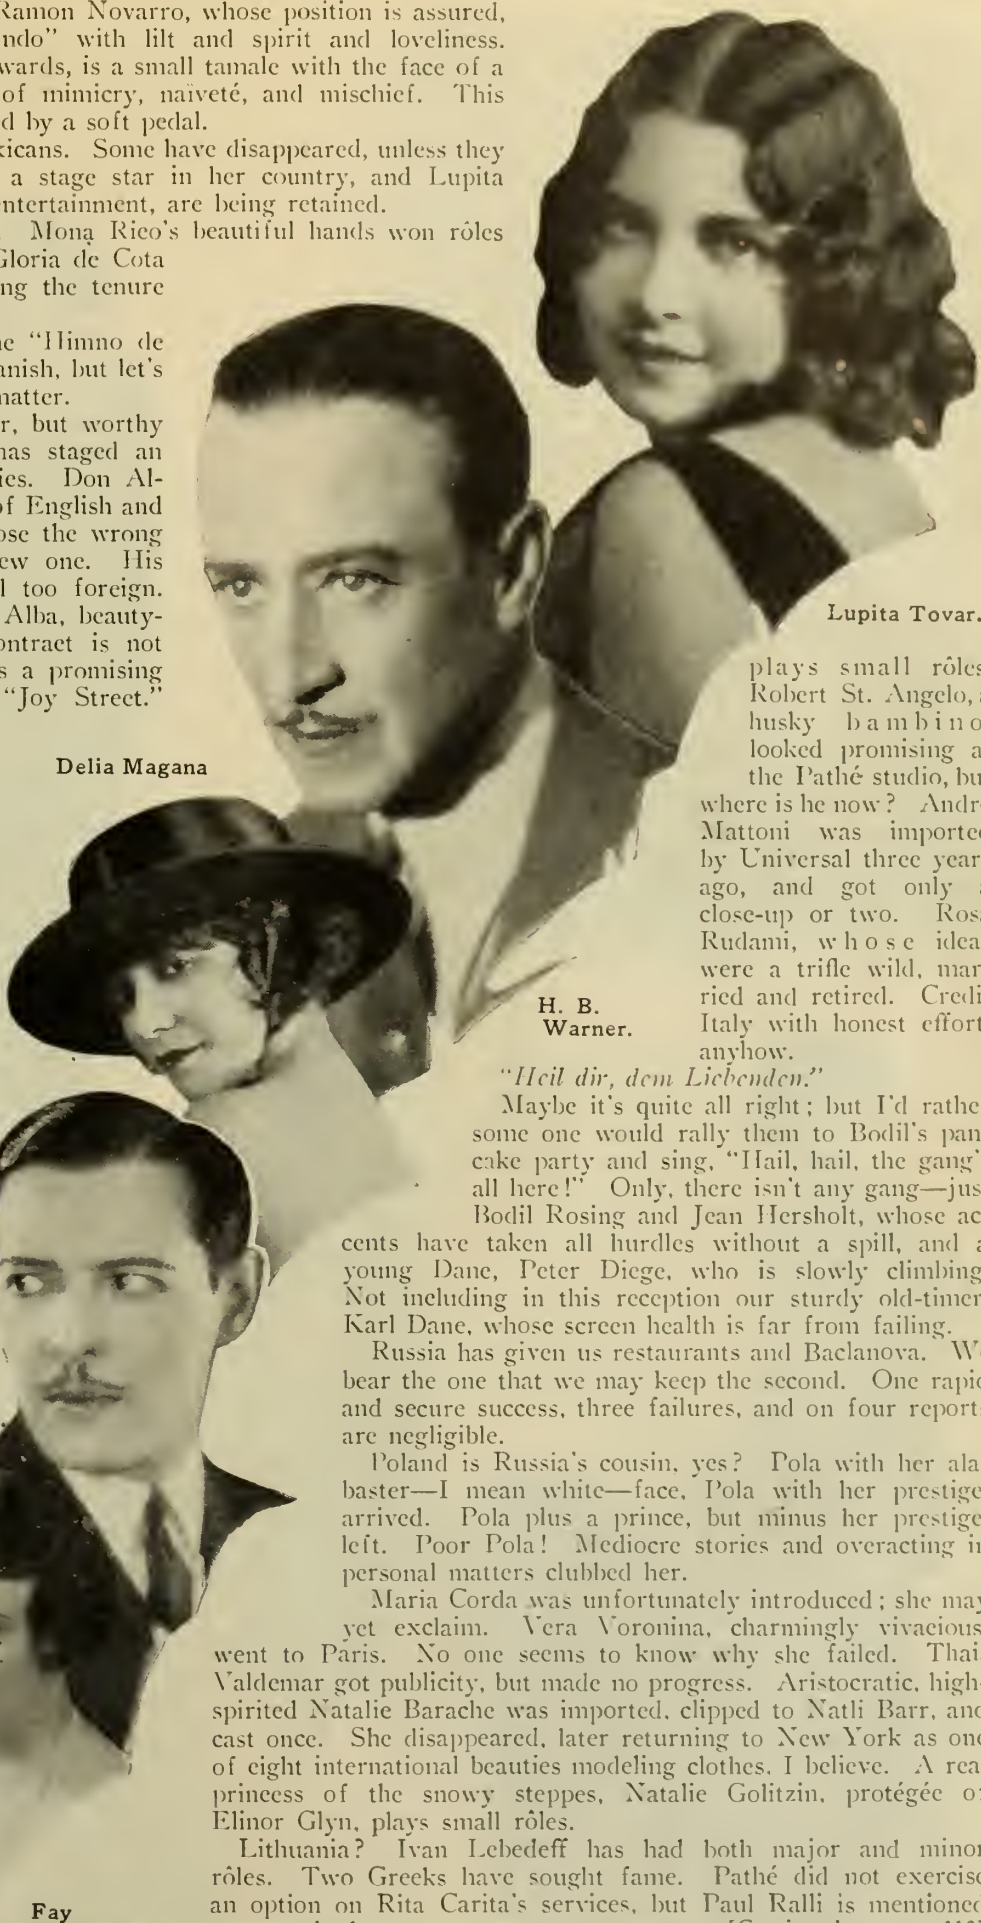 Ramon Novarro, whose position is assured,
ndo” with lilt and spirit and loveliness.
wards, is a small tamale with the face of a
of mimicry, naïveté, and mischief. This
d by a soft pedal.
xicans. Some have disappeared, unless they
a stage star in her country, and Lupita
ntertainment, are being retained.
Mona Rico's beautiful hands won rôles
Gloria de Cota
ng the tenure
ne “Himno de
anish, but let's
matter.
r, but worthy
has staged an
ies. Don Al-
of English and
ose the wrong
ew one. His
l too foreign.
Alba, beauty-
ontract is not
s a promising
“Joy Street.”
Delia Magana
Lupita Tovar.
H. B.
Warner.
Fay
plays small rôles
Robert St. Angelo, a
husky bambino
looked promising a
the Pathé studio, bu
where is he now? Andr
Mattoni was importe
by Universal three year
ago, and got only a
close-up or two. Ros
Rudami, whose idea
were a trifle wild, mar
ried and retired. Credi
Italy with honest effort
anyhow.
“Heil dir, dem Liebenden.”
Maybe it's quite all right; but I'd rathe
some one would rally them to Bodil's pan
cake party and sing, “Hail, hail, the gang'
all here!” Only, there isn't any gang—jus
Bodil Rosing and Jean Hersholt, whose ac
cents have taken all hurdles without a spill, and a
young Dane, Peter Diege, who is slowly climbing
Not including in this reception our sturdy old-timer
Karl Dane, whose screen health is far from failing.
Russia has given us restaurants and Baclanova. W
bear the one that we may keep the second. One rapid
and secure success, three failures, and on four report
are negligible.
Poland is Russia's cousin, yes? Pola with her ala
baster—I mean white—face, Pola with her prestige
arrived. Pola plus a prince, but minus her prestige
left. Poor Pola! Mediocre stories and overacting in
personal matters clubbed her.
Maria Corda was unfortunately introduced; she may
yet exclaim. Vera Voronina, charmingly vivacious
went to Paris. No one seems to know why she failed. Thai
Valdemar got publicity, but made no progress. Aristocratic, high-
spirited Natalie Barache was imported, clipped to Natli Barr, and
cast once. She disappeared, later returning to New York as one
of eight international beauties modeling clothes, I believe. A rea
princess of the snowy steppes, Natalie Golitzin, protégée of
Elinor Glyn, plays small rôles.
Lithuania? Ivan Lebedeff has had both major and minor
rôles. Two Greeks have sought fame. Pathé did not exercise
an option on Rita Carita's services, but Paul Ralli is mentioned